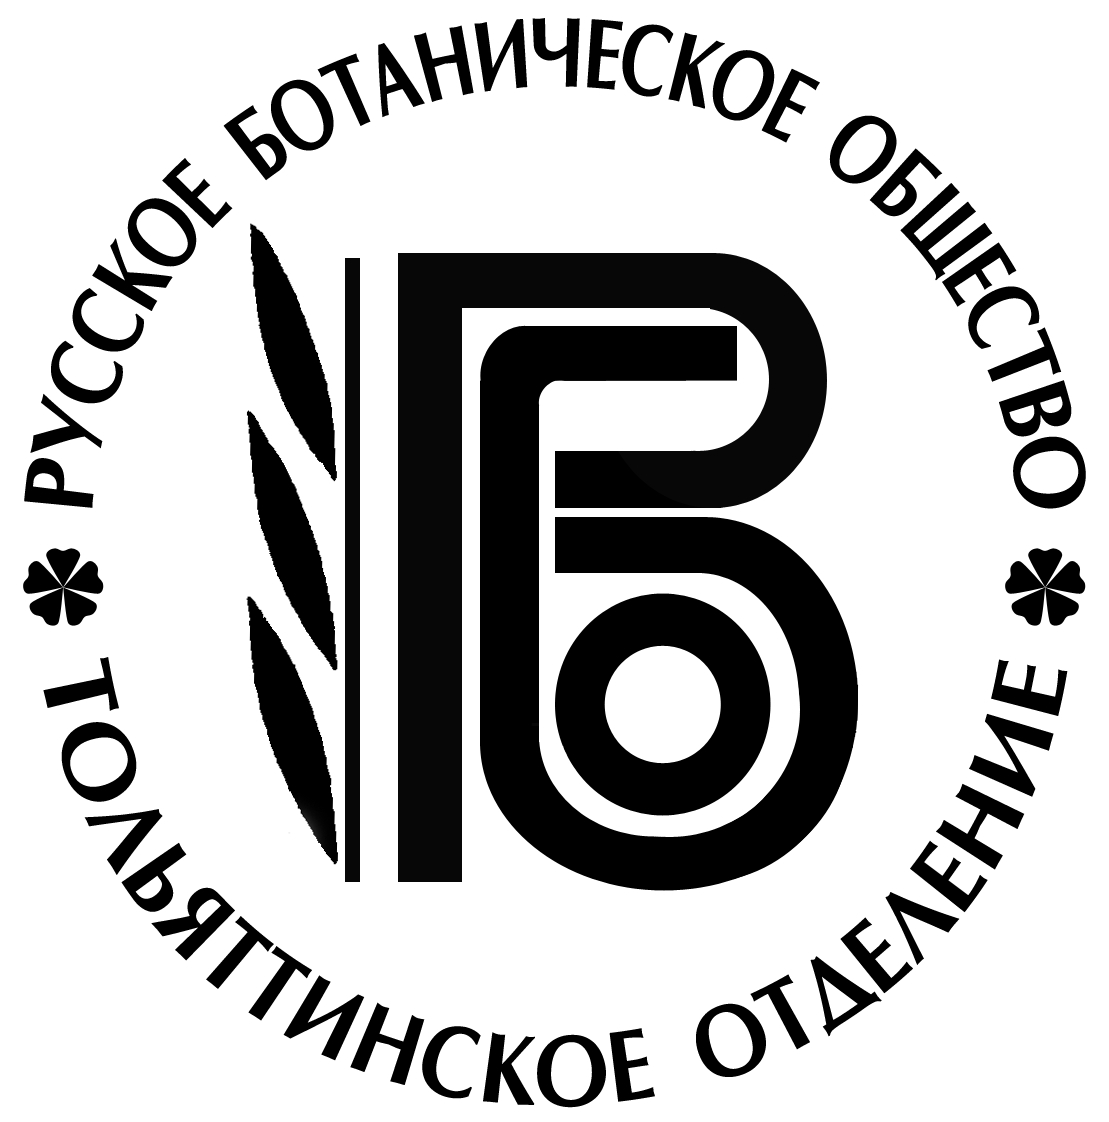 РУССКОЕ БОТАНИЧЕСКОЕ ОБЩЕСТВО
ТОЛЬЯТТИНСКОЕ ОТДЕЛЕНИЕ